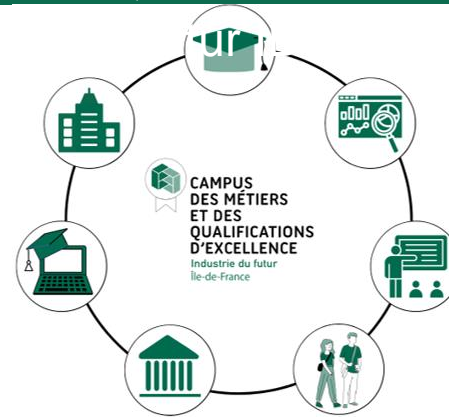 CAMPUS
DES MÉTIERS
ET DES
QUALIFICATIONS
D'EXCELLENCE
Industrie du futur
Île-de-France